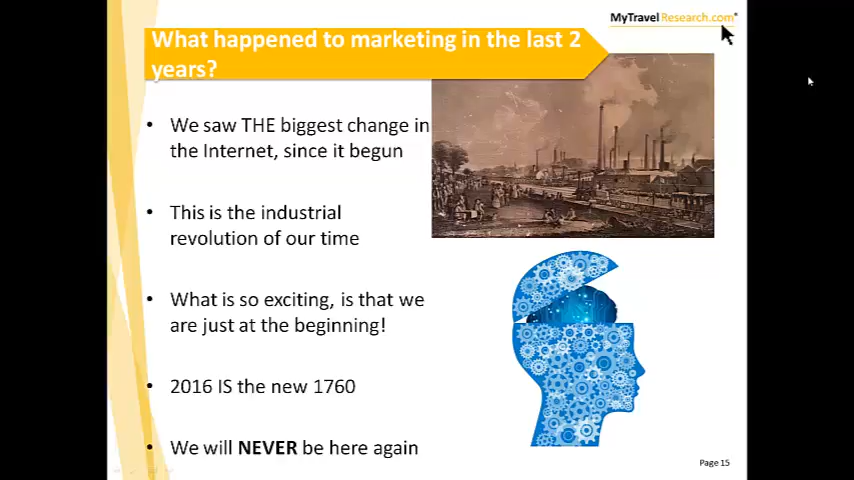 MyTravelResearch.com®
What happened to marketing in the last 2
years?
• We saw THE biggest change in
the Internet, since it begun
• This is the industrial
revolution of our time
• What is so exciting, is that we
are just at the beginning!
• 2016 IS the new 1760
• We will NEVER be here again
Page 15